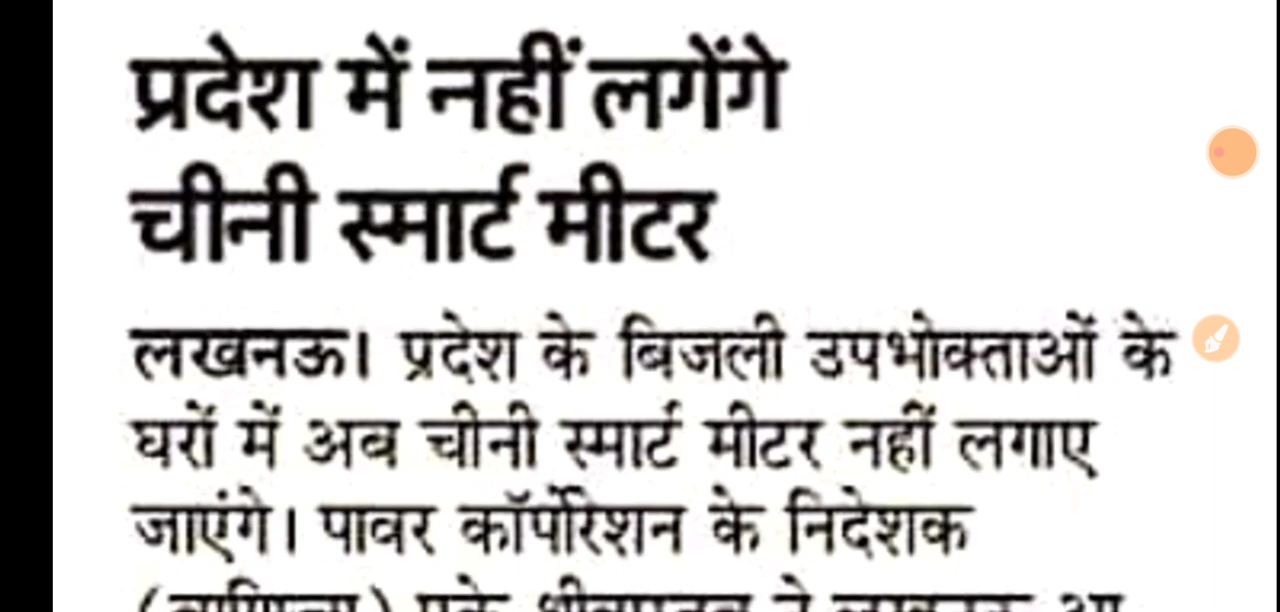 प्रदेश में नहीं लगेंगे
चीनी स्मार्ट मीटर
लखनऊ। प्रदेश के बिजली उपभोक्ताओं के
घरों में अब चीनी स्मार्ट मीटर नहीं लगाए
जाएंगे। पावर कॉर्पोरेशन के निदेशक